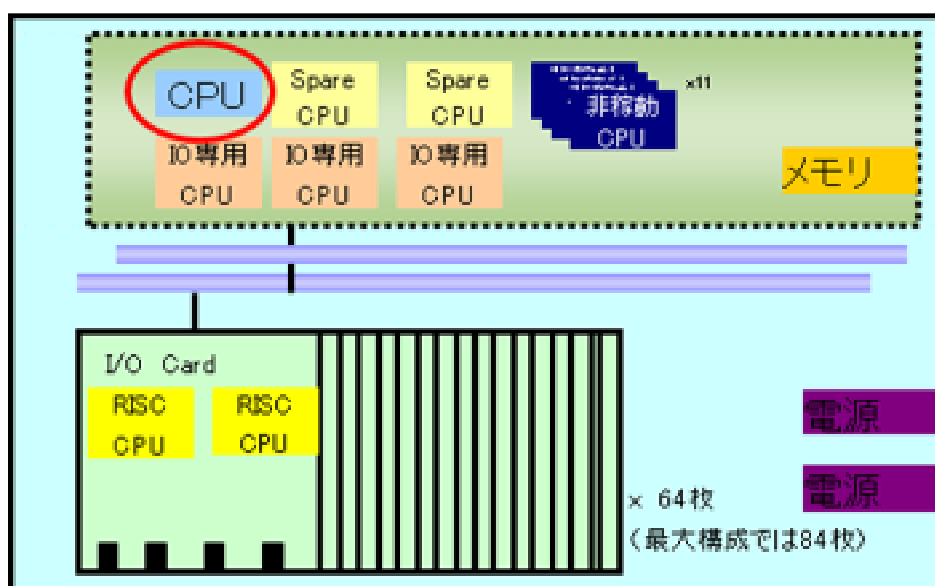 CPU
Spare
CPU
Spare
CPU
非稼動
CPU
x11
IO専用
CPU
IO専用
CPU
IO専用
CPU
メモリ
I/O Card
RISC
CPU
RISC
CPU
電源
電源
× 64枚
（最大構成では84枚）